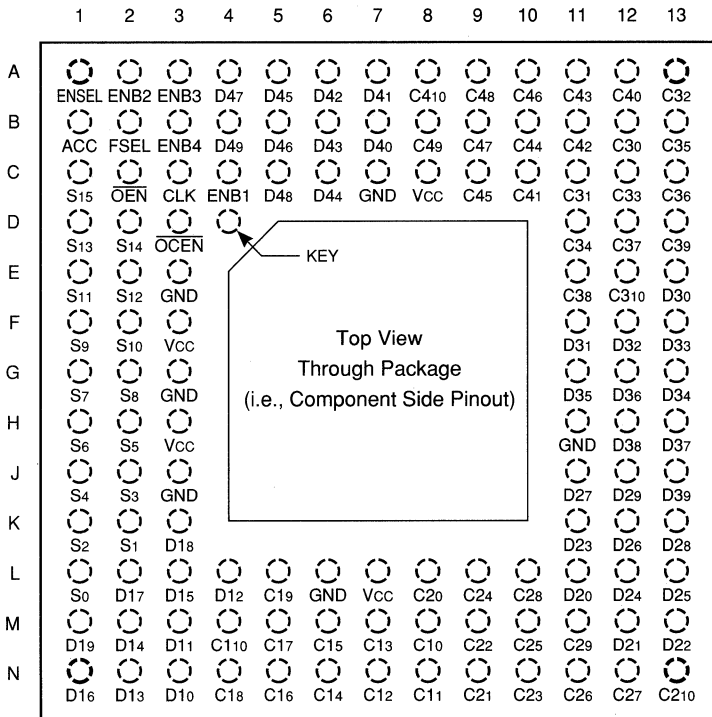 1 2 3 4 5 6 7 8 9 10 11 12 13
A
ENSEL ENB2 ENB3 D47 D45 D42 D41 C410 C48 C46 C43 C40 C32
B
ACC FSEL ENB4 D49 D46 D43 D40 C49 C47 C44 C42 C30 C35
C
S15 OEN CLK ENB1 D48 D44 GND VCC C45 C41 C31 C33 C36
D
S13 S14 OCEN C34 C37 C39
KEY
E
S11 S12 GND C38 C310 D30
F
S9 S10 VCC D31 D32 D33
Top View
Through Package
(i.e., Component Side Pinout)
G
S7 S8 GND D35 D36 D34
H
S6 S5 VCC GND D38 D37
J
S4 S3 GND D27 D29 D39
K
S2 S1 D18 D23 D26 D28
L
S0 D17 D15 D12 C19 GND VCC C20 C24 C28 D20 D24 D25
M
D19 D14 D11 C110 C17 C15 C13 C10 C22 C25 C29 D21 D22
N
D16 D13 D10 C18 C16 C14 C12 C11 C21 C23 C26 C27 C210